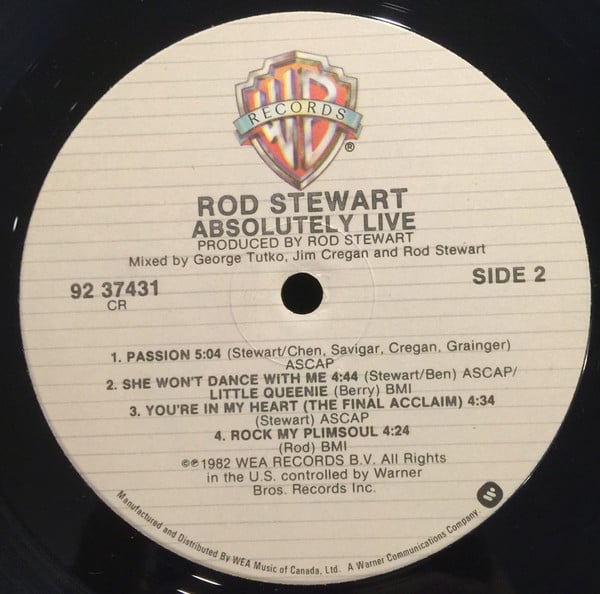 WB
RECORDS
®
ROD STEWART
ABSOLUTELY LIVE
PRODUCED BY ROD STEWART
Mixed by George Tutko, Jim Cregan and Rod Stewart
92 37431
CR
SIDE 2
1. PASSION 5:04 (Stewart/Chen, Savigar, Cregan, Grainger)
ASCAP
2. SHE WON'T DANCE WITH ME 4:44 (Stewart/Ben) ASCAP/
LITTLE QUEENIE (Berry) BMI
3. YOU'RE IN MY HEART (THE FINAL ACCLAIM) 4:34
(Stewart) ASCAP
4. ROCK MY PLIMSOUL 4:24
(Rod) BMI
©℗1982 WEA RECORDS B.V. All Rights
in the U.S. controlled by Warner
Bros. Records Inc.
Manufactured and Distributed By WEA Music of Canada, Ltd. A Warner Communications Company.